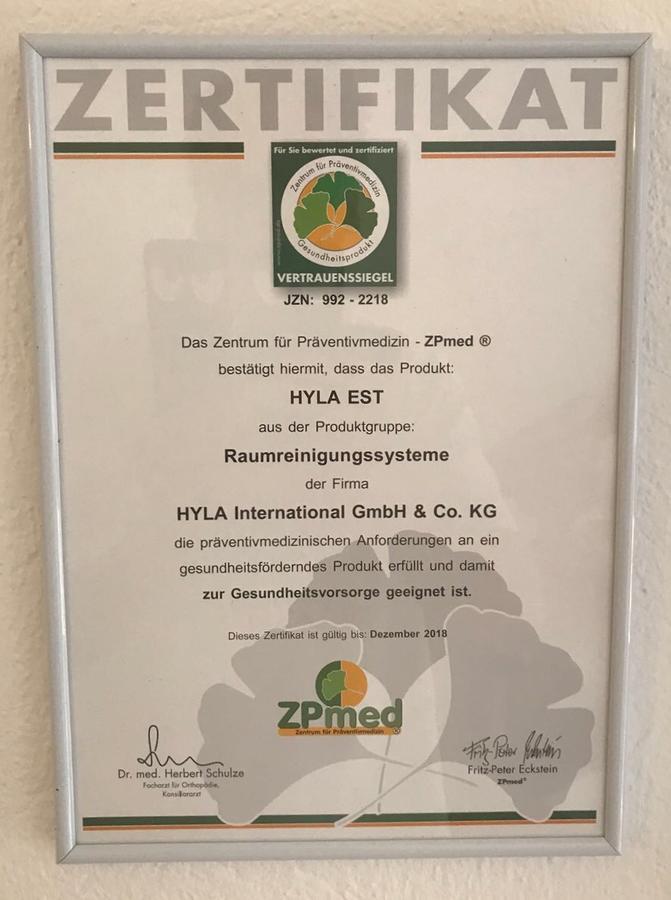 ZERTIFIKAT
Für Sie bewertet und zertifiziert
Zentrum für Präventivmedizin
Gesundheitsprodukt
VERTRAUENSSIEGEL
JZN: 992 - 2218
Das Zentrum für Präventivmedizin - ZPmed ®
bestätigt hiermit, dass das Produkt:
HYLA EST
aus der Produktgruppe:
Raumreinigungssysteme
der Firma
HYLA International GmbH & Co. KG
die präventivmedizinischen Anforderungen an ein
gesundheitsförderndes Produkt erfüllt und damit
zur Gesundheitsvorsorge geeignet ist.
Dieses Zertifikat ist gültig bis: Dezember 2018
ZPmed®
Zentrum für Präventivmedizin
Dr. med. Herbert Schulze
Facharzt für Orthopädie,
Konsiliararzt
Fritz-Peter Eckstein
Fritz-Peter Eckstein
ZPmed®